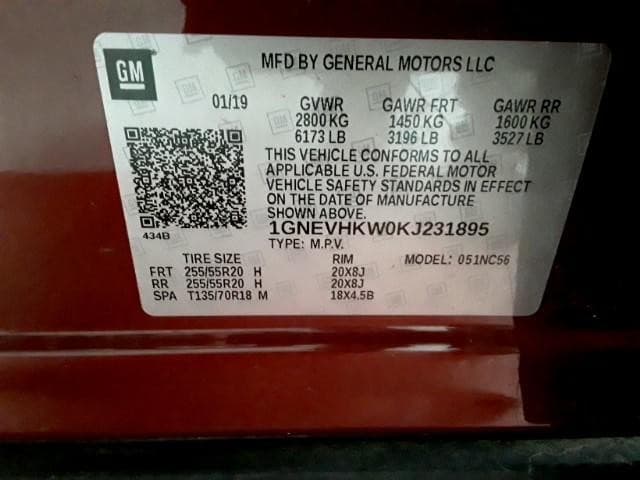 GM
MFD BY GENERAL MOTORS LLC
01/19 GVWR GAWR FRT GAWR RR
2800 KG 1450 KG 1600 KG
6173 LB 3196 LB 3527 LB
THIS VEHICLE CONFORMS TO ALL
APPLICABLE U.S. FEDERAL MOTOR
VEHICLE SAFETY STANDARDS IN EFFECT
ON THE DATE OF MANUFACTURE
SHOWN ABOVE.
434B
1GNEVHKW0KJ231895
TYPE: M.P.V.
TIRE SIZE RIM MODEL: 051NC56
FRT 255/55R20 H 20X8J
RR 255/55R20 H 20X8J
SPA T135/70R18 M 18X4.5B